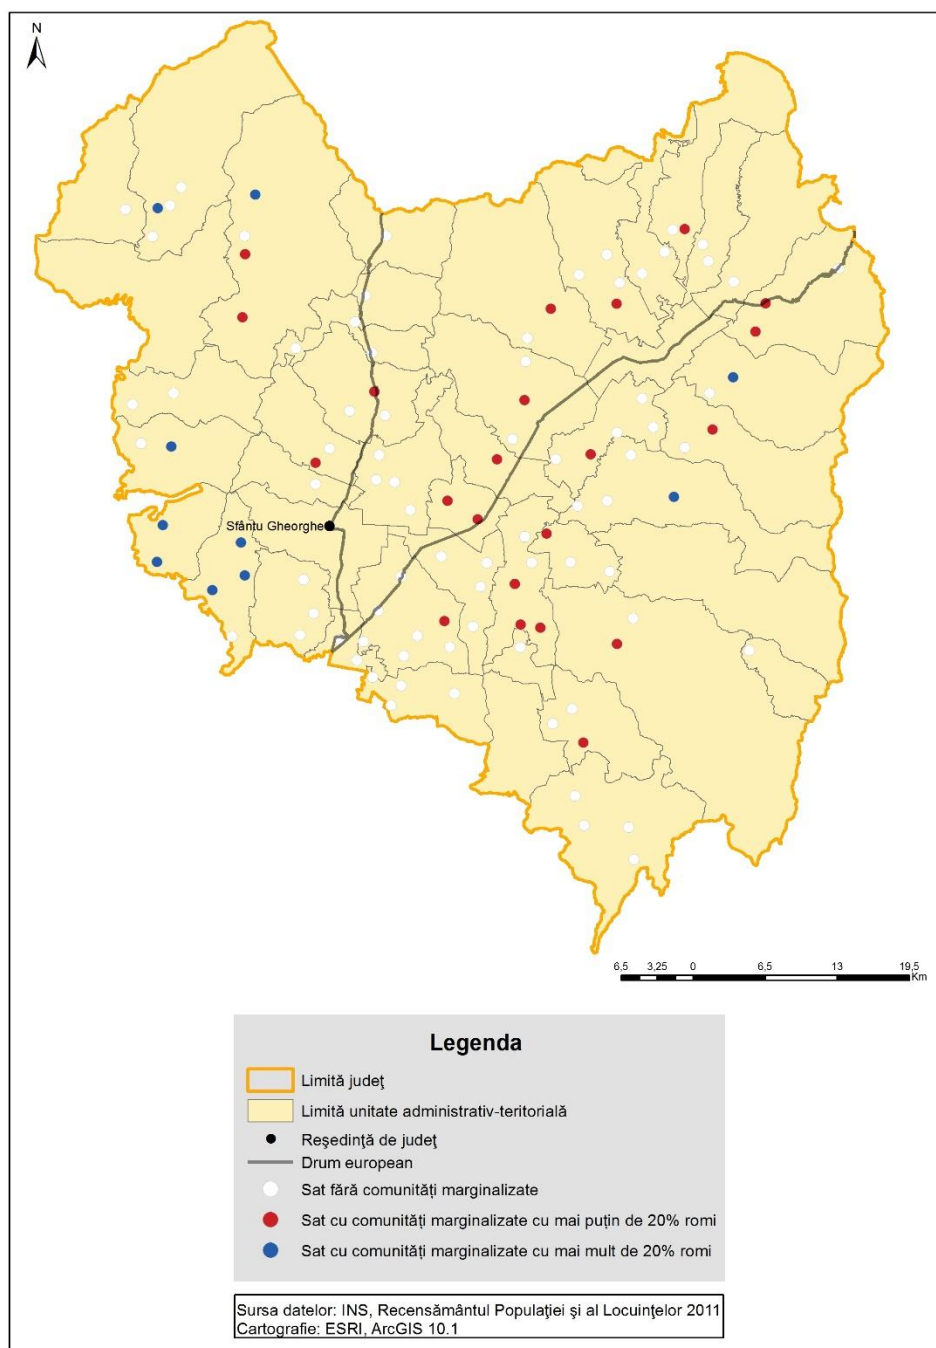 N
Sfântu Gheorghe
6,5 3,25 0 6,5 13 19,5
Km
Legenda
Limită judeţ
Limită unitate administrativ-teritorială
Reşedinţă de judeţ
Drum european
Sat fără comunităţi marginalizate
Sat cu comunităţi marginalizate cu mai puţin de 20% romi
Sat cu comunităţi marginalizate cu mai mult de 20% romi
Sursa datelor: INS, Recensământul Populaţiei şi al Locuinţelor 2011
Cartografie: ESRI, ArcGIS 10.1